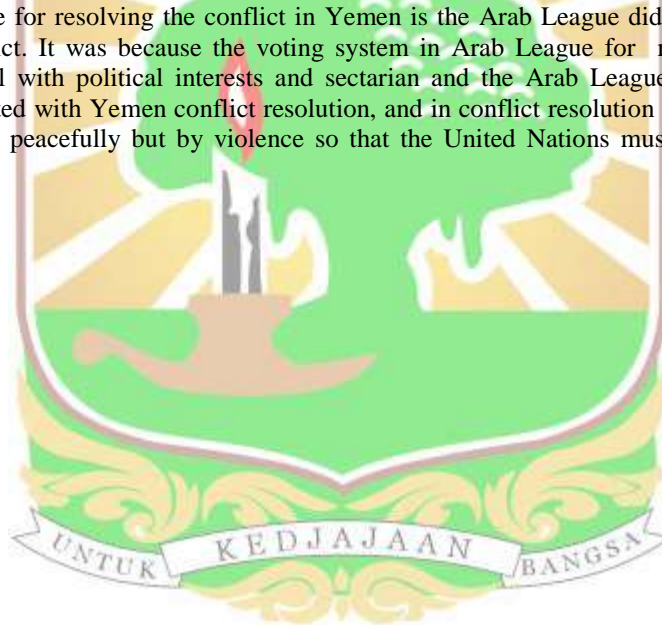 e for resolving the conflict in Yemen is the Arab League did
ct. It was because the voting system in Arab League for
l with political interests and sectarian and the Arab League
ted with Yemen conflict resolution, and in conflict resolution
peacefully but by violence so that the United Nations mus
UNTUK KEDJAJAAN BANGSA